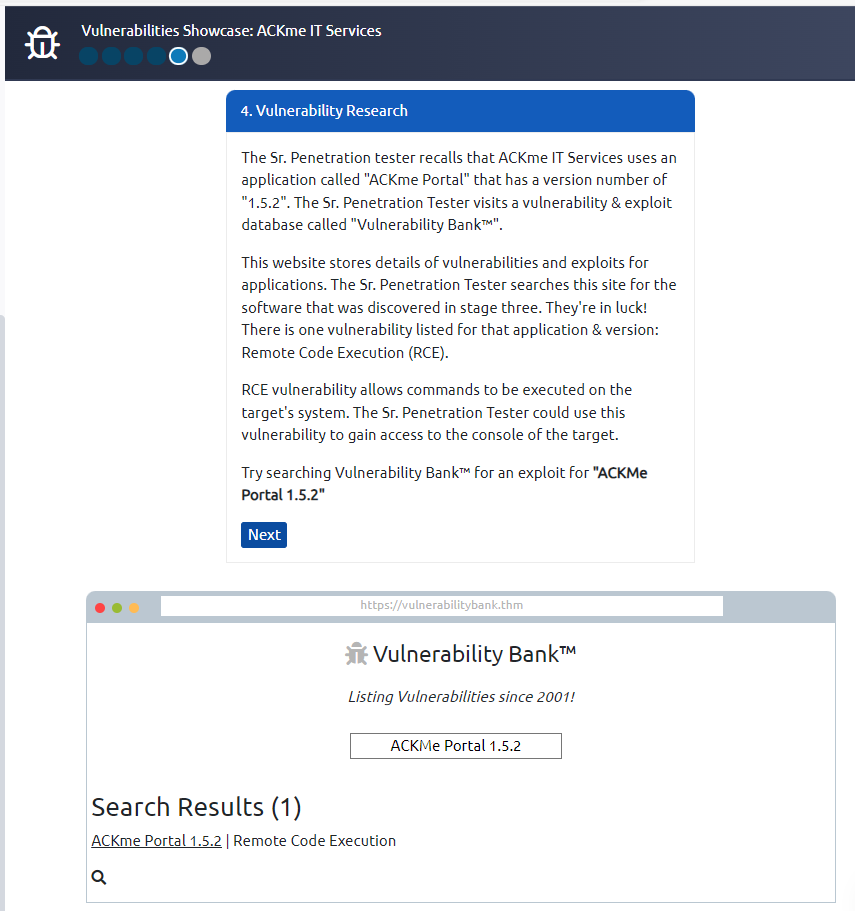 Vulnerabilities Showcase: ACKme IT Services
4. Vulnerability Research
The Sr. Penetration tester recalls that ACKme IT Services uses an
application called "ACKme Portal" that has a version number of
"1.5.2". The Sr. Penetration Tester visits a vulnerability & exploit
database called "Vulnerability Bank™".
This website stores details of vulnerabilities and exploits for
applications. The Sr. Penetration Tester searches this site for the
software that was discovered in stage three. They're in luck!
There is one vulnerability listed for that application & version:
Remote Code Execution (RCE).
RCE vulnerability allows commands to be executed on the
target's system. The Sr. Penetration Tester could use this
vulnerability to gain access to the console of the target.
Try searching Vulnerability Bank™ for an exploit for "ACKMe
Portal 1.5.2"
Next
https://vulnerabilitybank.thm
Vulnerability Bank™
Listing Vulnerabilities since 2001!
ACKMe Portal 1.5.2
Search Results (1)
ACKme Portal 1.5.2 | Remote Code Execution